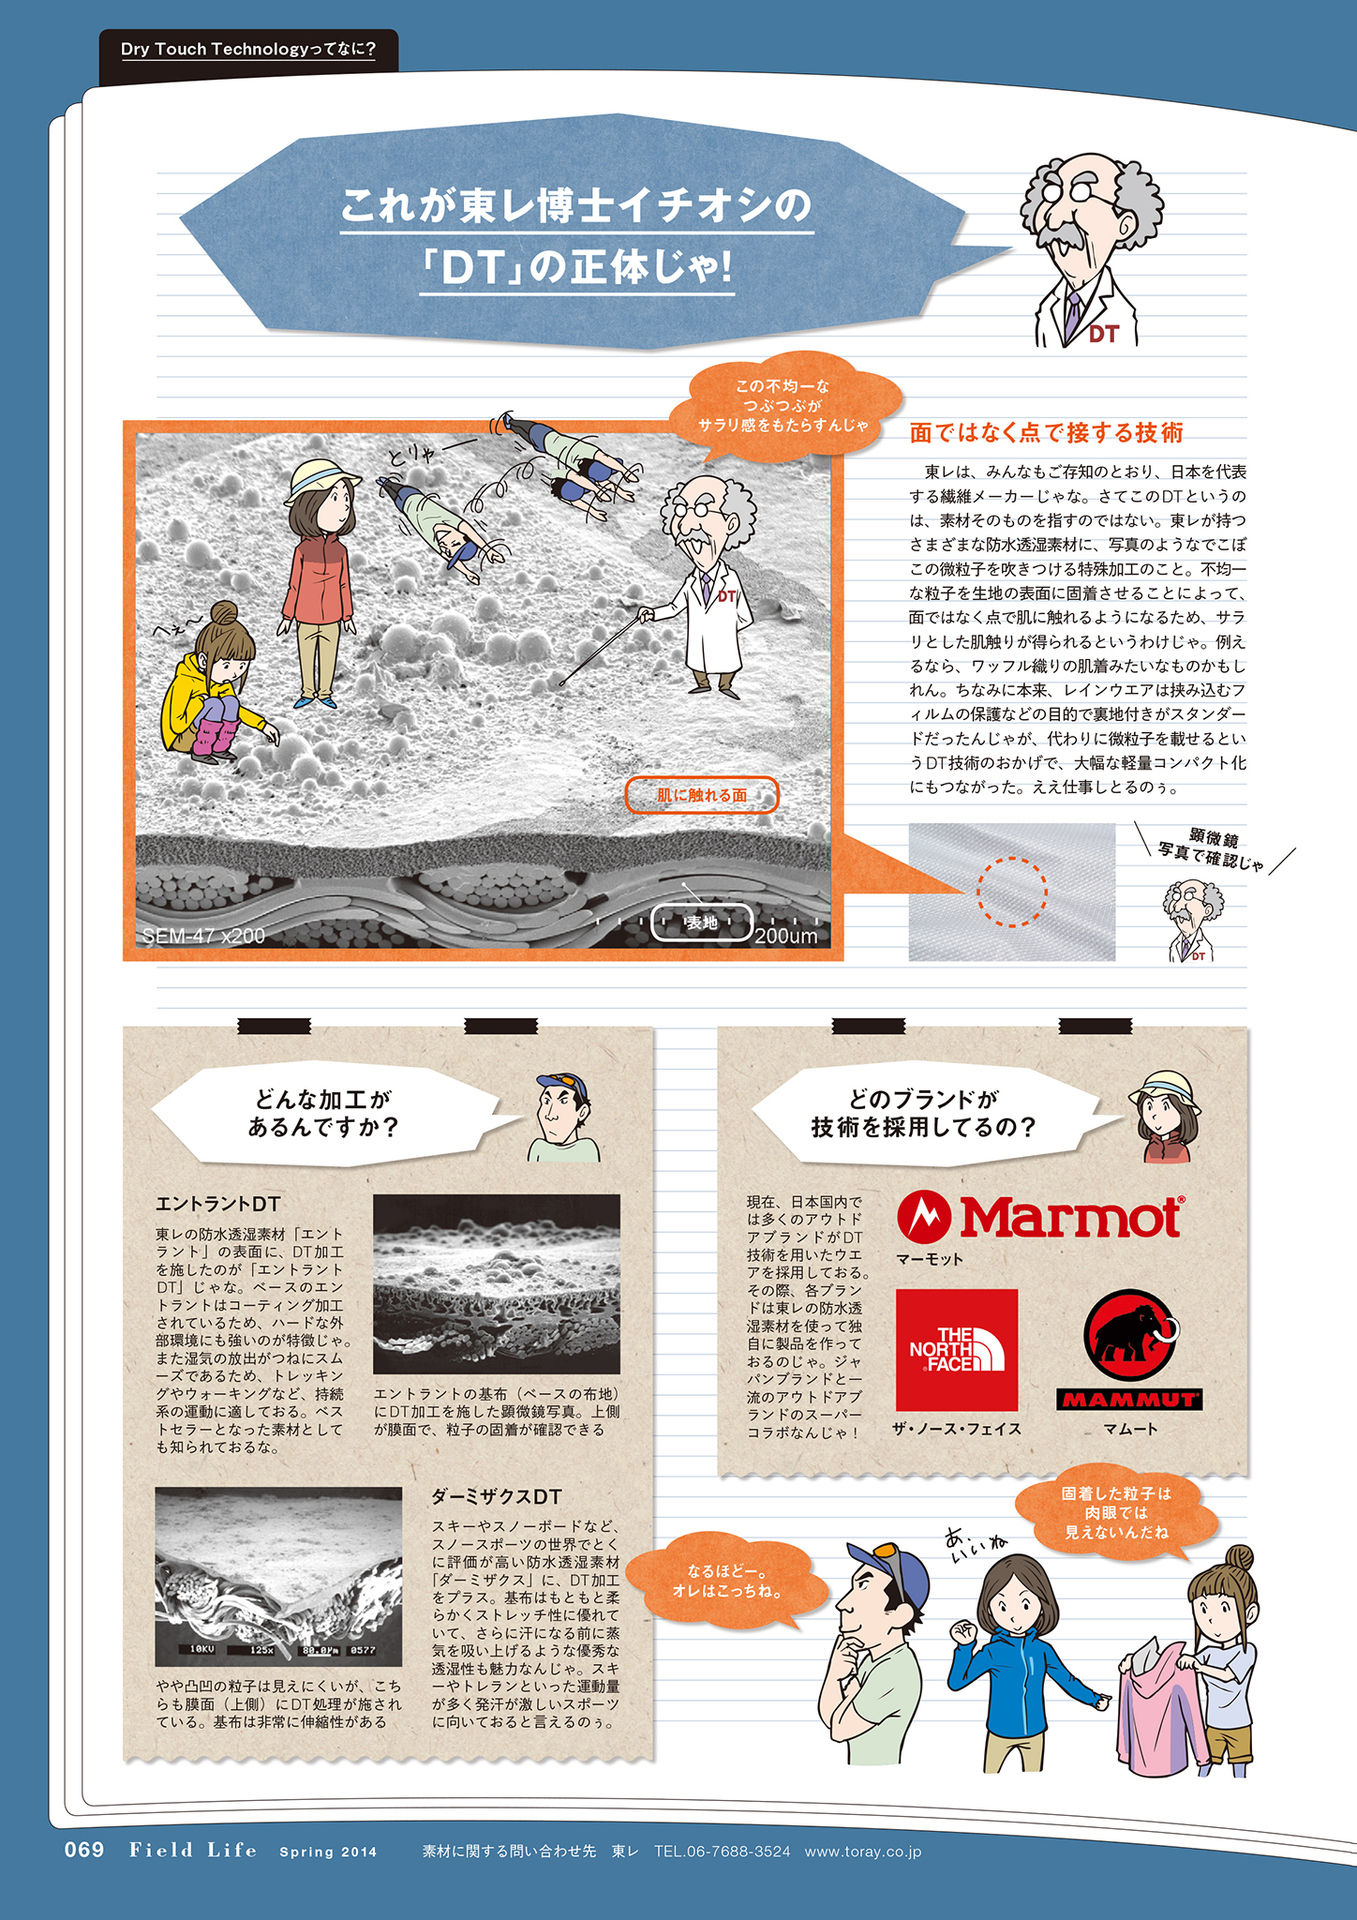 Dry Touch Technologyってなに?
これが東レ博士イチオシの
「DT」の正体じゃ!
DT
この不均一な
つぶつぶが
サラリ感をもたらすんじゃ
とりゃー
へぇ〜
DT
肌に触れる面
表地
SEM-47 x200
200um
面ではなく点で接する技術
東レは、みんなもご存知のとおり、日本を代表
する繊維メーカーじゃな。さてこのDTというの
は、素材そのものを指すのではない。東レが持つ
さまざまな防水透湿素材に、写真のようなでこぼ
この微粒子を吹きつける特殊加工のこと。不均一
な粒子を生地の表面に固着させることによって、
面ではなく点で肌に触れるようになるため、サラ
リとした肌触りが得られるというわけじゃ。例え
るなら、ワッフル織りの肌着みたいなものかもし
れん。ちなみに本来、レインウエアは挟み込むフ
ィルムの保護などの目的で裏地付きがスタンダー
ドだったんじゃが、代わりに微粒子を載せるとい
うDT技術のおかげで、大幅な軽量コンパクト化
にもつながった。ええ仕事しとるのぅ。
顕微鏡
写真で確認じゃ
DT
どんな加工が
あるんですか?
エントラントDT
東レの防水透湿素材「エント
ラント」の表面に、DT加工
を施したのが「エントラント
DT」じゃな。ベースのエン
トラントはコーティング加工
されているため、ハードな外
部環境にも強いのが特徴じゃ。
また湿気の放出がつねにスム
ーズであるため、トレッキン
グやウォーキングなど、持続
系の運動に適しておる。ベス
トセラーとなった素材として
も知られておるな。
エントラントの基布（ベースの布地）
にDT加工を施した顕微鏡写真。上側
が膜面で、粒子の固着が確認できる
10KV 125x 80.0µm 0577
やや凸凹の粒子は見えにくいが、こち
らも膜面（上側）にDT処理が施され
ている。基布は非常に伸縮性がある
ダーミザクスDT
スキーやスノーボードなど、
スノースポーツの世界でとく
に評価が高い防水透湿素材
「ダーミザクス」に、DT加工
をプラス。基布はもともと柔
らかくストレッチ性に優れて
いて、さらに汗になる前に蒸
気を吸い上げるような優秀な
透湿性も魅力なんじゃ。スキ
ーやトレランといった運動量
が多く発汗が激しいスポーツ
に向いておると言えるのぅ。
どのブランドが
技術を採用してるの?
現在、日本国内で
は多くのアウトド
アブランドがDT
技術を用いたウエ
アを採用しておる。
その際、各ブラン
ドは東レの防水透
湿素材を使って独
自に製品を作って
おるのじゃ。ジャ
パンブランドと一
流のアウトドアブ
ランドのスーパー
コラボなんじゃ!
Marmot®
マーモット
THE
NORTH
FACE
ザ・ノース・フェイス
MAMMUT
マムート
固着した粒子は
肉眼では
見えないんだね
あ、
いいね
なるほどー。
オレはこっちね。
069 Field Life Spring 2014 素材に関する問い合わせ先 東レ TEL.06-7688-3524 www.toray.co.jp